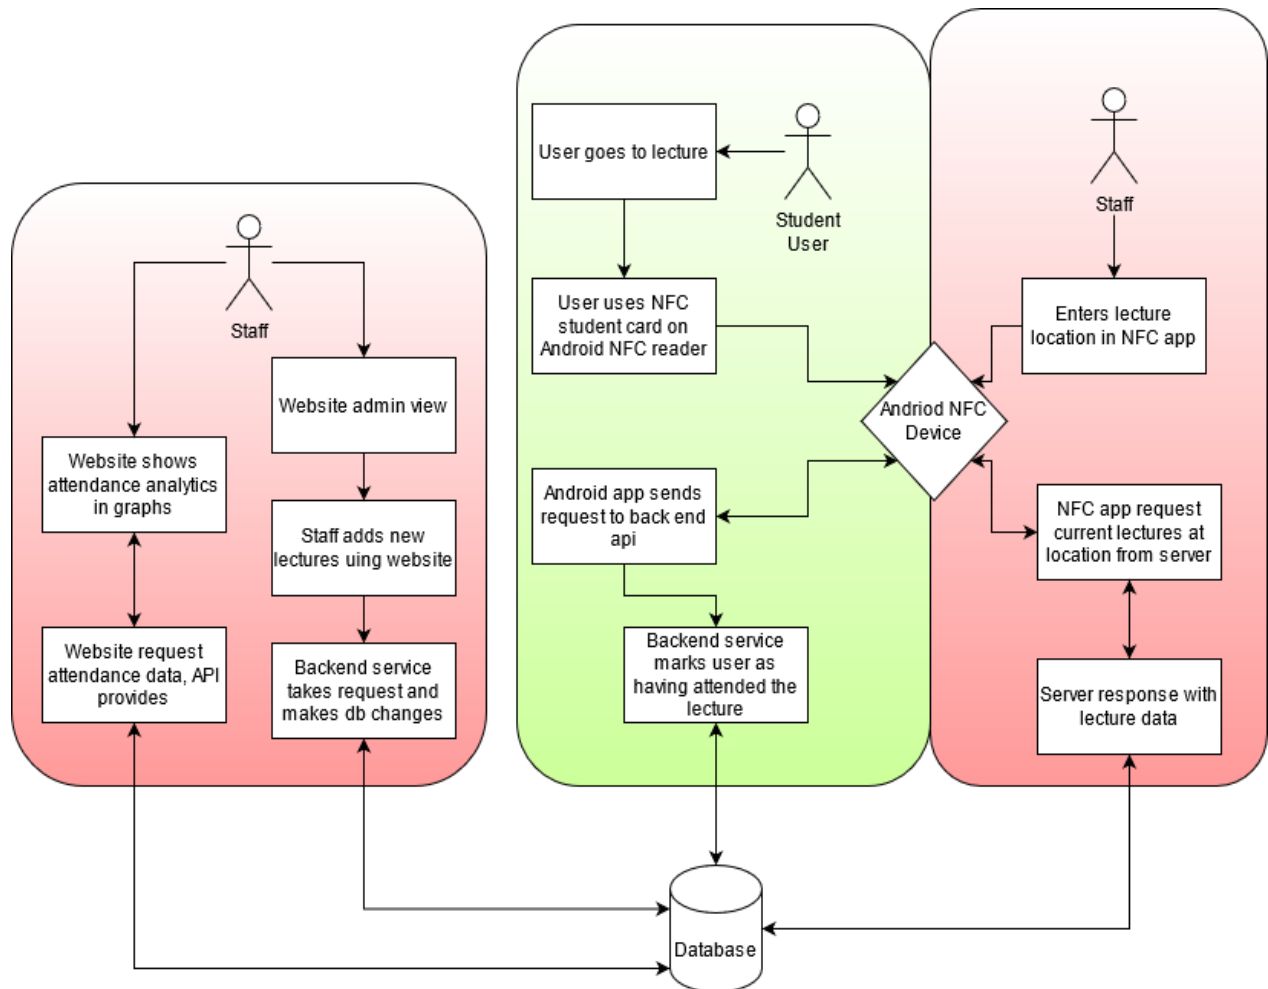 Staff
Website admin view
Website shows
attendance analytics
in graphs
Staff adds new
lectures uing website
Website request
attendance data, API
provides
Backend service
takes request and
makes db changes
User goes to lecture
Student
User
User uses NFC
student card on
Android NFC reader
Android app sends
request to back end
api
Backend service
marks user as
having attended the
lecture
Andriod NFC
Device
Staff
Enters lecture
location in NFC app
NFC app request
current lectures at
location from server
Server response with
lecture data
Database